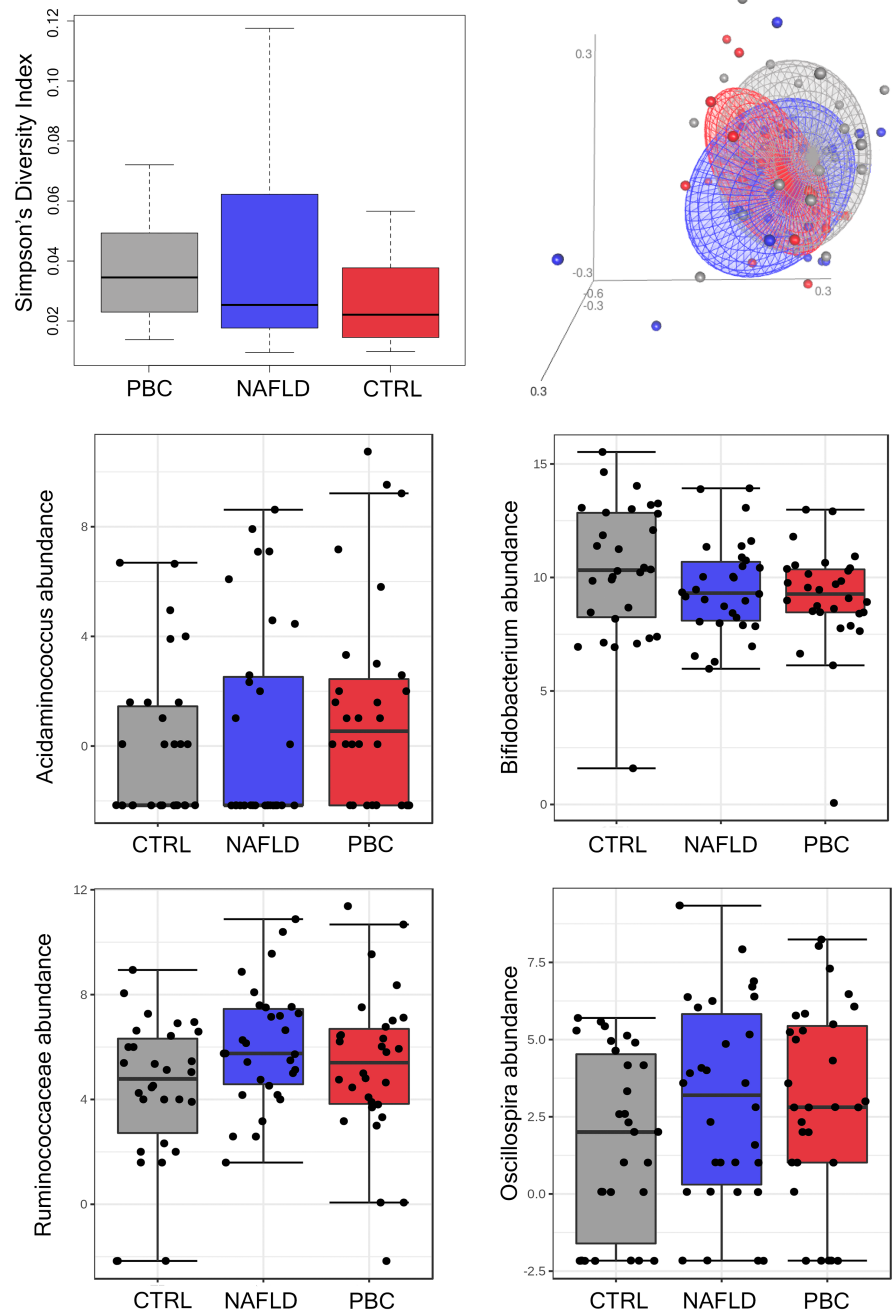 Simpson's Diversity Index
0.12
0.10
0.08
0.06
0.04
0.02
PBC NAFLD CTRL
0.3
-0.3
-0.6
-0.3
0.3
0.3
Acidaminococcus abundance
8
4
0
CTRL NAFLD PBC
Bifidobacterium abundance
15
10
5
0
CTRL NAFLD PBC
Ruminococcaceae abundance
12
8
4
0
CTRL NAFLD PBC
Oscillospira abundance
7.5
5.0
2.5
0.0
-2.5
CTRL NAFLD PBC